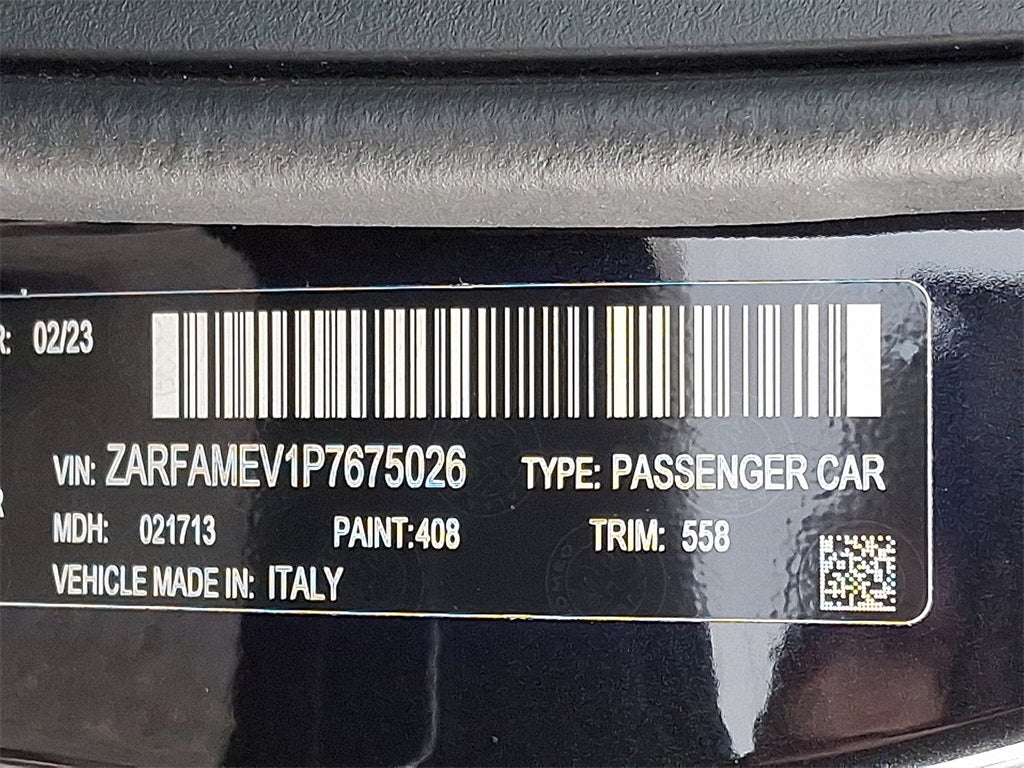 R: 02/23
VIN: ZARFAMEV1P7675026 TYPE: PASSENGER CAR
R
MDH: 021713 PAINT:408 TRIM: 558
VEHICLE MADE IN: ITALY